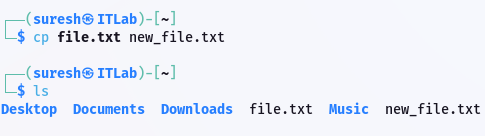 ┌──(suresh㉿ITLab)-[~]
└─$ cp file.txt new_file.txt
┌──(suresh㉿ITLab)-[~]
└─$ ls
Desktop Documents Downloads file.txt Music new_file.txt